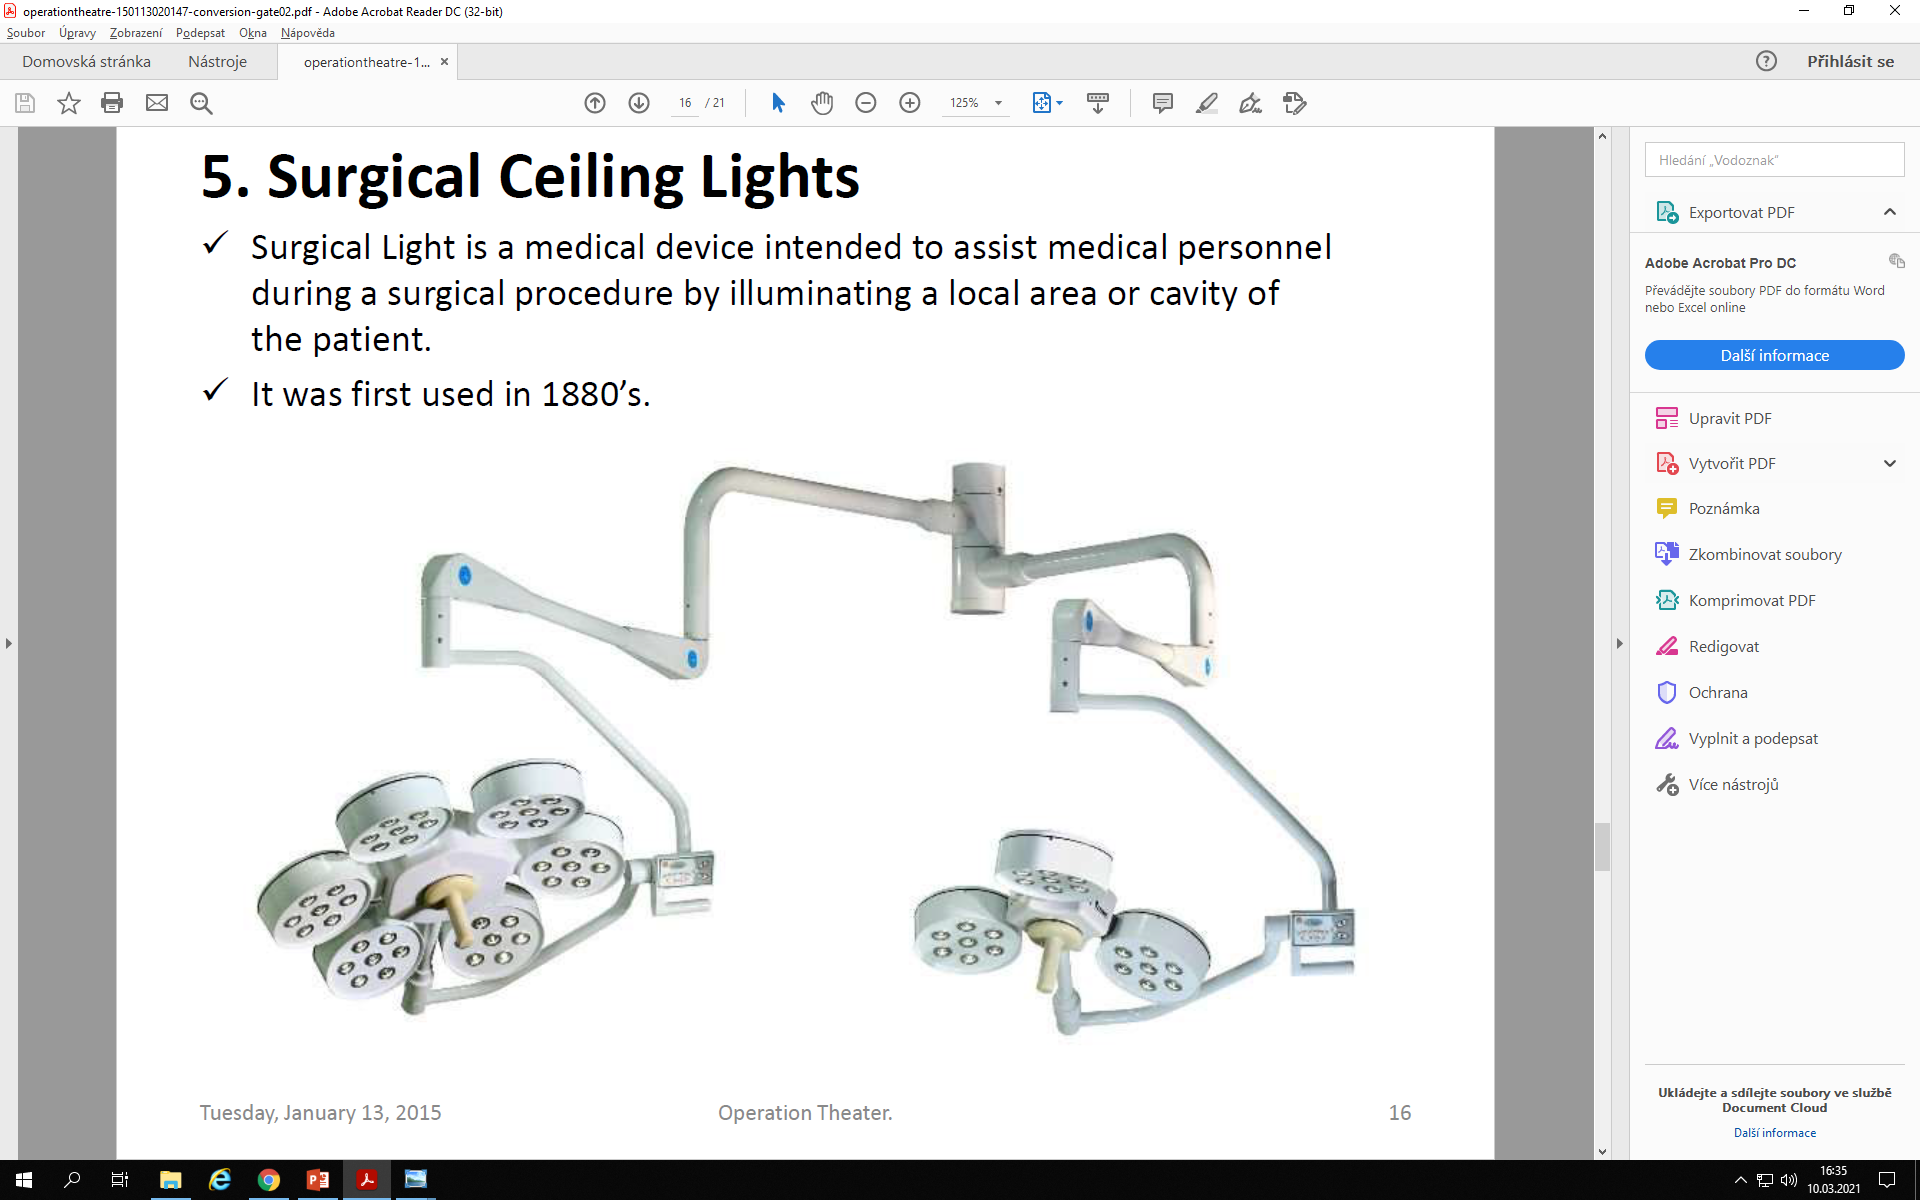 operationtheatre-150113020147-conversion-gate02.pdf - Adobe Acrobat Reader DC (32-bit)
Soubor Úpravy Zobrazení Podepsat Okna Nápověda
Domovská stránka Nástroje operationtheatre-1... × Přihlásit se
16 / 21 125%
5. Surgical Ceiling Lights
✓ Surgical Light is a medical device intended to assist medical personnel
during a surgical procedure by illuminating a local area or cavity of
the patient.
✓ It was first used in 1880’s.
Tuesday, January 13, 2015 Operation Theater. 16
Hledání „Vodoznak“
Exportovat PDF
Adobe Acrobat Pro DC
Převádějte soubory PDF do formátu Word
nebo Excel online
Další informace
Upravit PDF
Vytvořit PDF
Poznámka
Zkombinovat soubory
Komprimovat PDF
Redigovat
Ochrana
Vyplnit a podepsat
Více nástrojů
Ukládejte a sdílejte soubory ve službě
Document Cloud
Další informace
16:35
10.03.2021